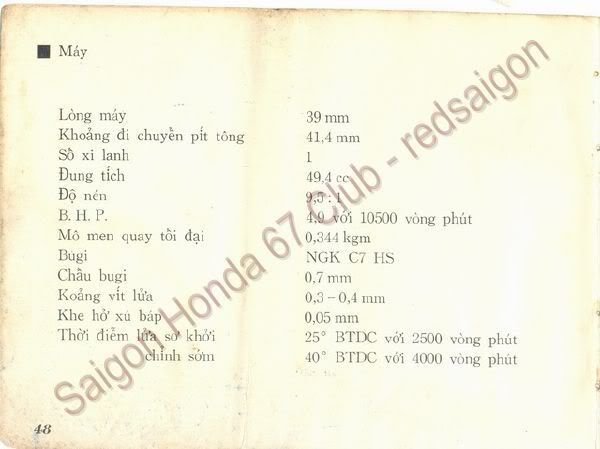 ■ Máy
Lòng máy 39 mm
Khoảng di chuyển pít tông 41,4 mm
Số xi lanh 1
Đung tích 49,4 cc
Độ nén 9,5 : 1
B. H. P. 4,9 với 10500 vòng phút
Mô men quay tối đại 0,344 kgm
Bugi NGK C7 HS
Chầu bugi 0,7 mm
Koảng vít lửa 0,3 – 0,4 mm
Khe hở xú báp 0,05 mm
Thời điểm lửa sơ khởi 25° BTDC với 2500 vòng phút
chỉnh sớm 40° BTDC với 4000 vòng phút
48
Saigon Honda 67 Club - redsaigon